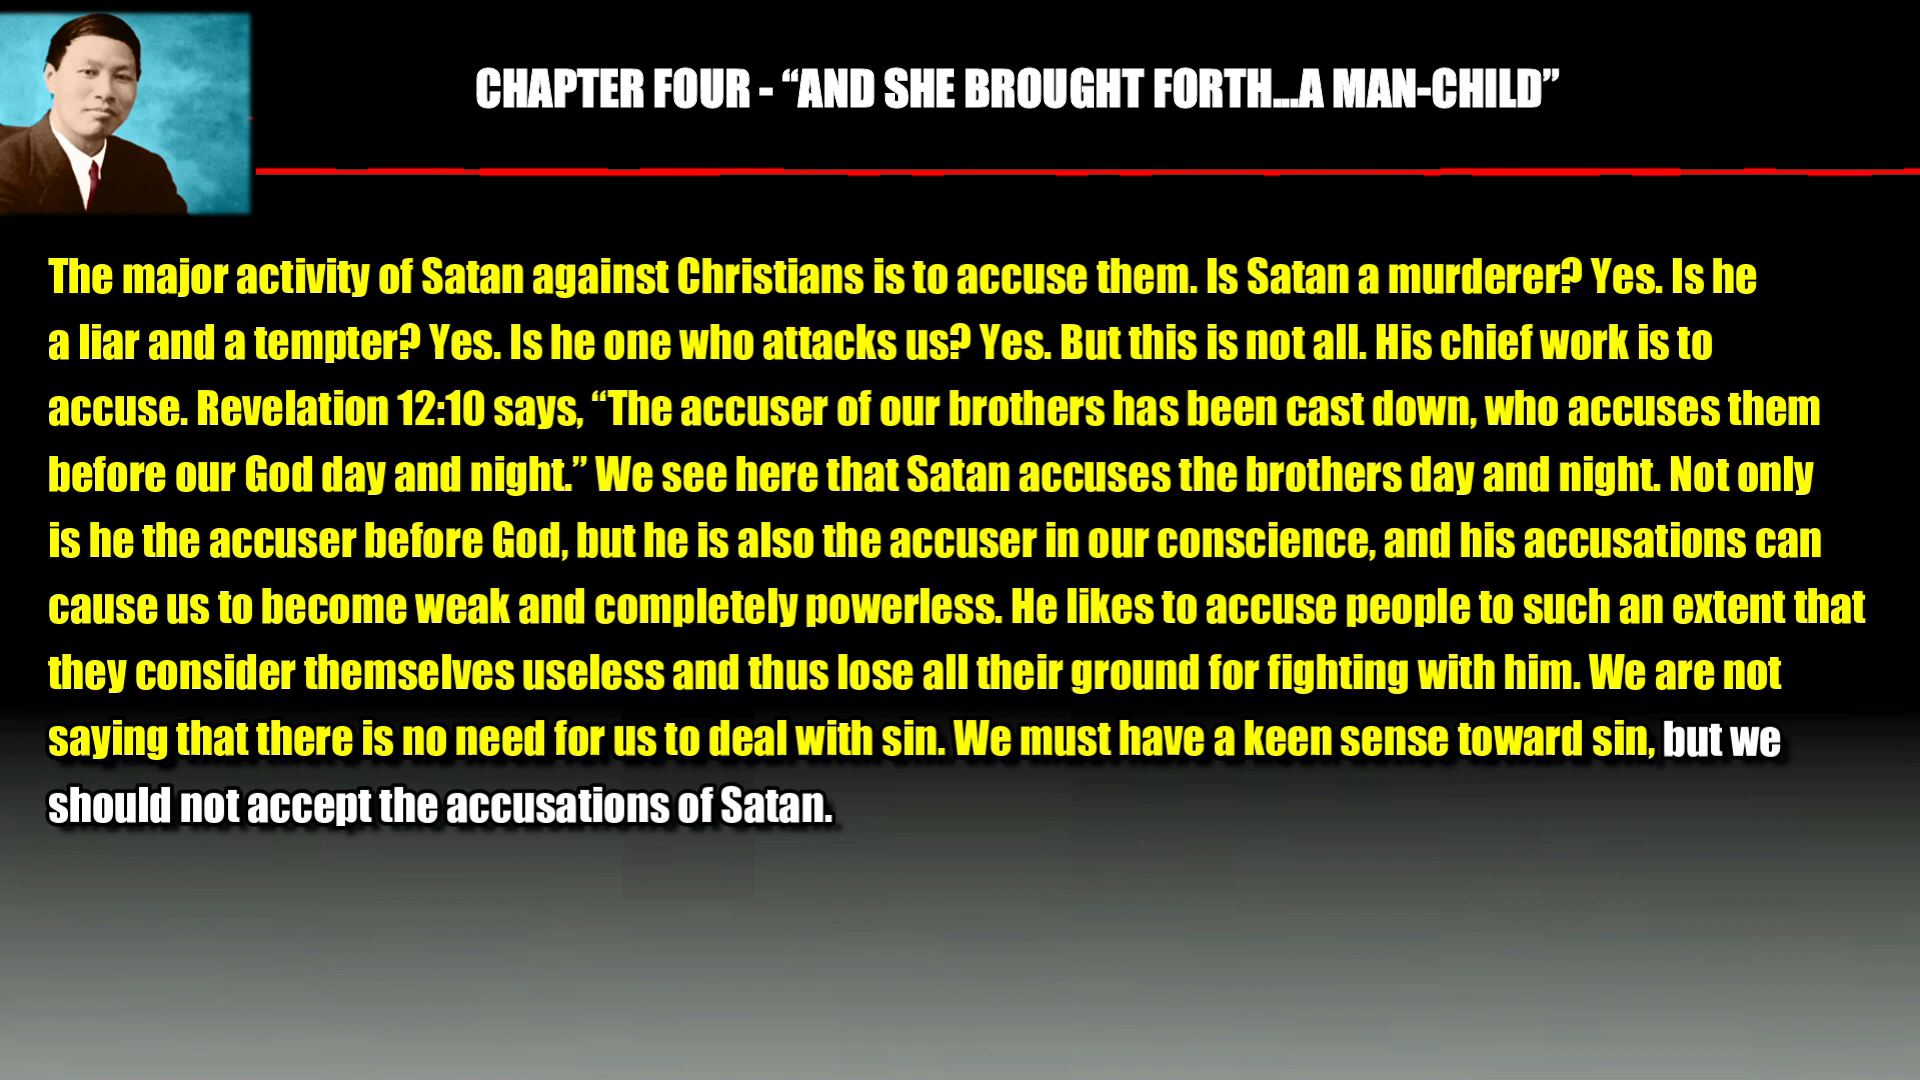 CHAPTER FOUR - “AND SHE BROUGHT FORTH...A MAN-CHILD”
The major activity of Satan against Christians is to accuse them. Is Satan a murderer? Yes. Is he
a liar and a tempter? Yes. Is he one who attacks us? Yes. But this is not all. His chief work is to
accuse. Revelation 12:10 says, “The accuser of our brothers has been cast down, who accuses them
before our God day and night.” We see here that Satan accuses the brothers day and night. Not only
is he the accuser before God, but he is also the accuser in our conscience, and his accusations can
cause us to become weak and completely powerless. He likes to accuse people to such an extent that
they consider themselves useless and thus lose all their ground for fighting with him. We are not
saying that there is no need for us to deal with sin. We must have a keen sense toward sin, but we
should not accept the accusations of Satan.